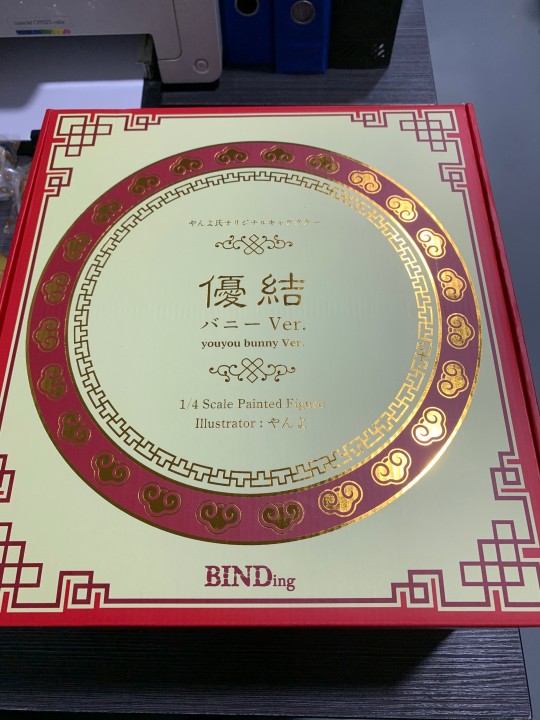 やんよ氏オリジナルキャラクター
優結
バニーVer.
youyou bunny Ver.
1/4 Scale Painted Figure
Illustrator : やんよ
BINDing